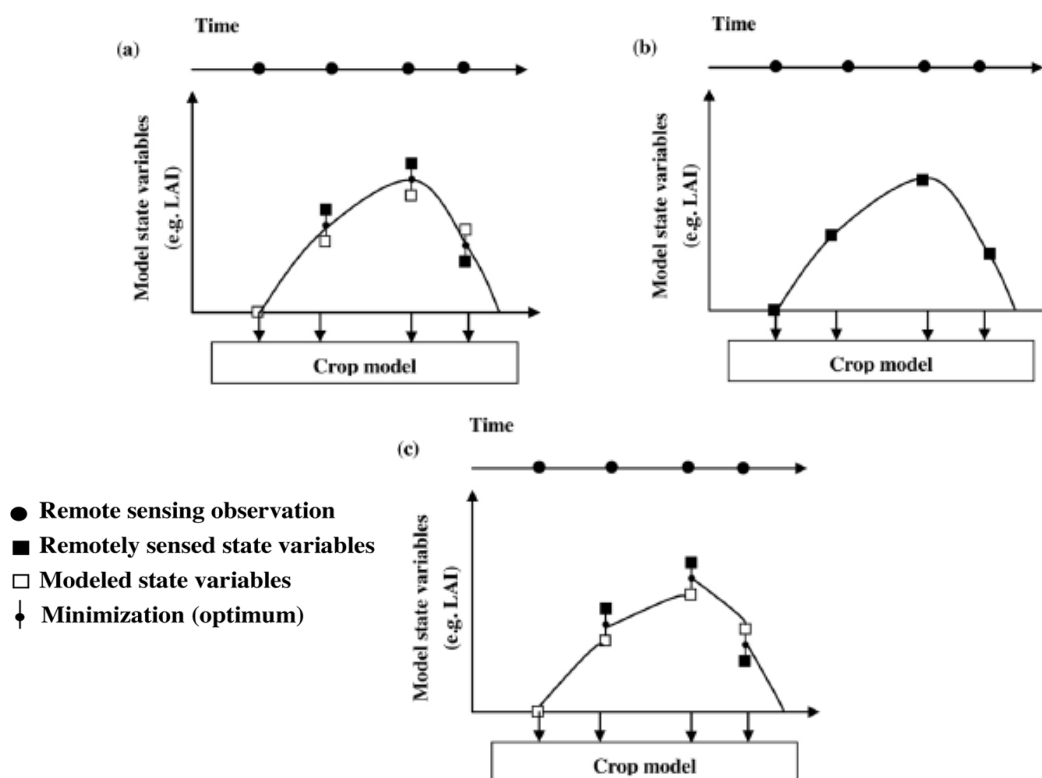 Time
(a)
Model state variables
(e.g. LAI)
Crop model
Time
(b)
Model state variables
(e.g. LAI)
Crop model
Time
(c)
Model state variables
(e.g. LAI)
Crop model
Remote sensing observation
Remotely sensed state variables
Modeled state variables
Minimization (optimum)